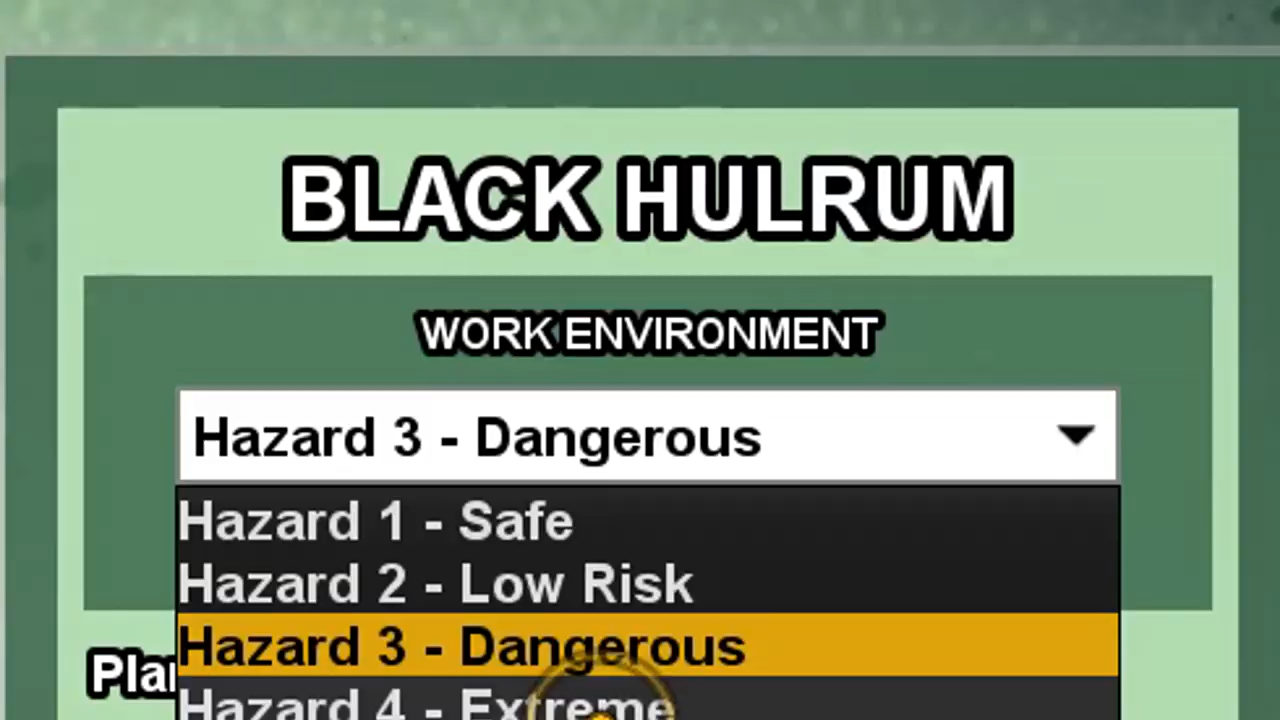 BLACK HULRUM
WORK ENVIRONMENT
Hazard 3 - Dangerous
Hazard 1 - Safe
Hazard 2 - Low Risk
Hazard 3 - Dangerous
Hazard 4 - Extreme